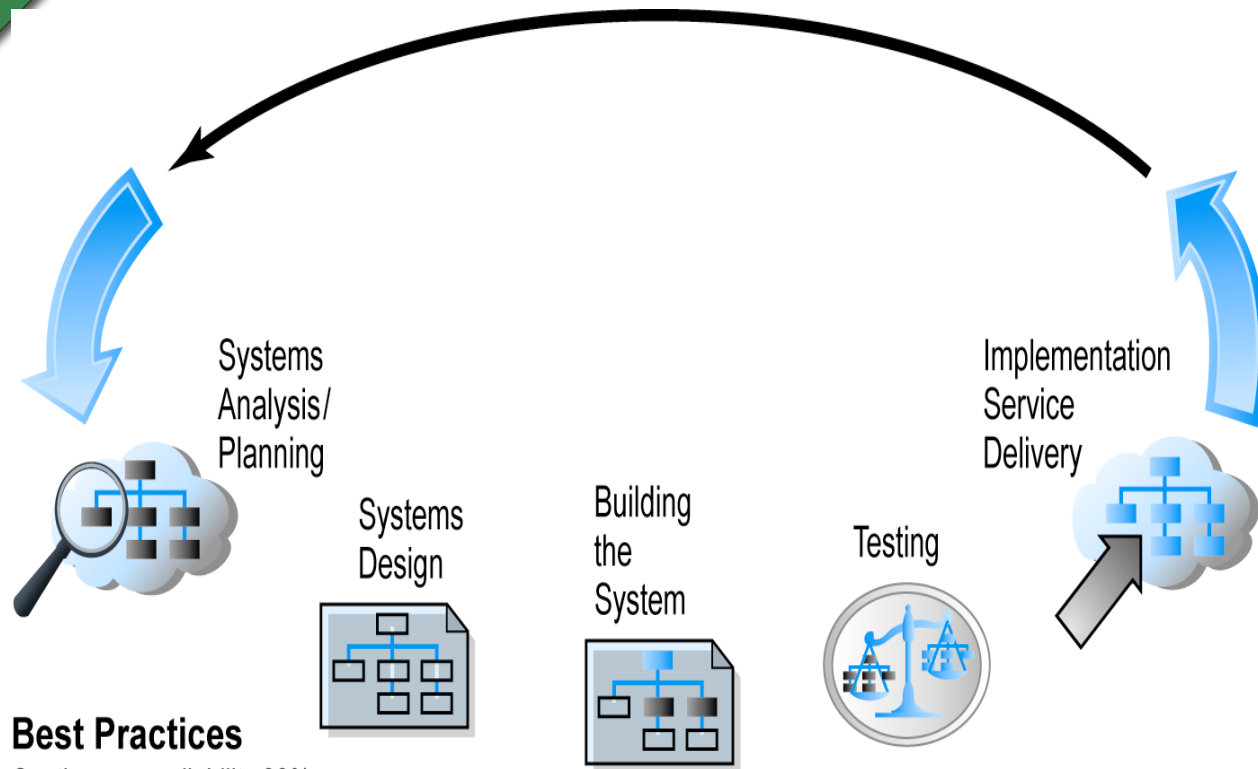 Systems
Analysis/
Planning
Systems
Design
Building
the
System
Testing
Implementation
Service
Delivery
Best Practices